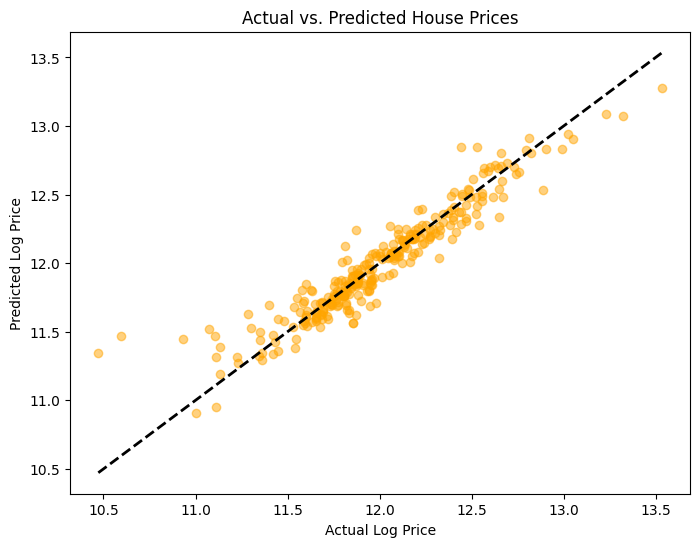 Actual vs. Predicted House Prices
Predicted Log Price
13.5
13.0
12.5
12.0
11.5
11.0
10.5
10.5 11.0 11.5 12.0 12.5 13.0 13.5
Actual Log Price